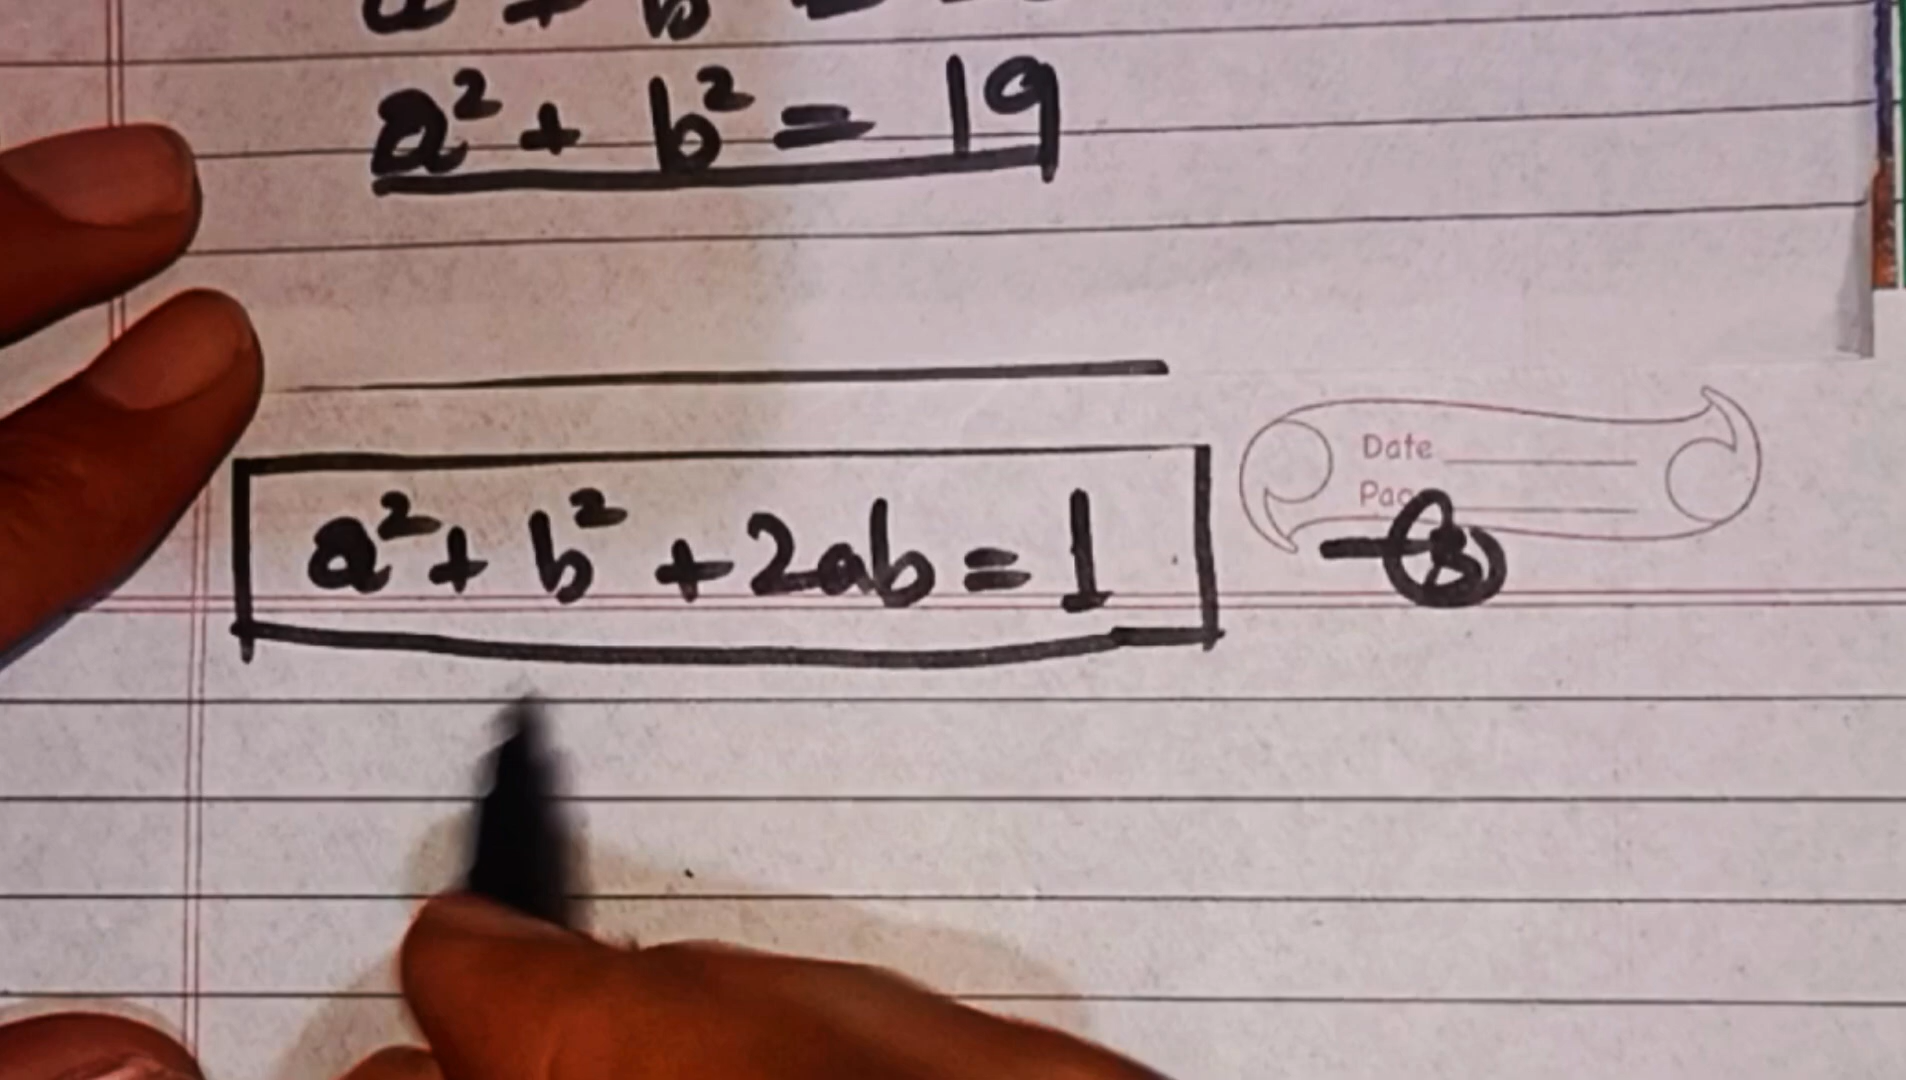 a² + b² = 19
a² + b² + 2ab = 1 -③
Date